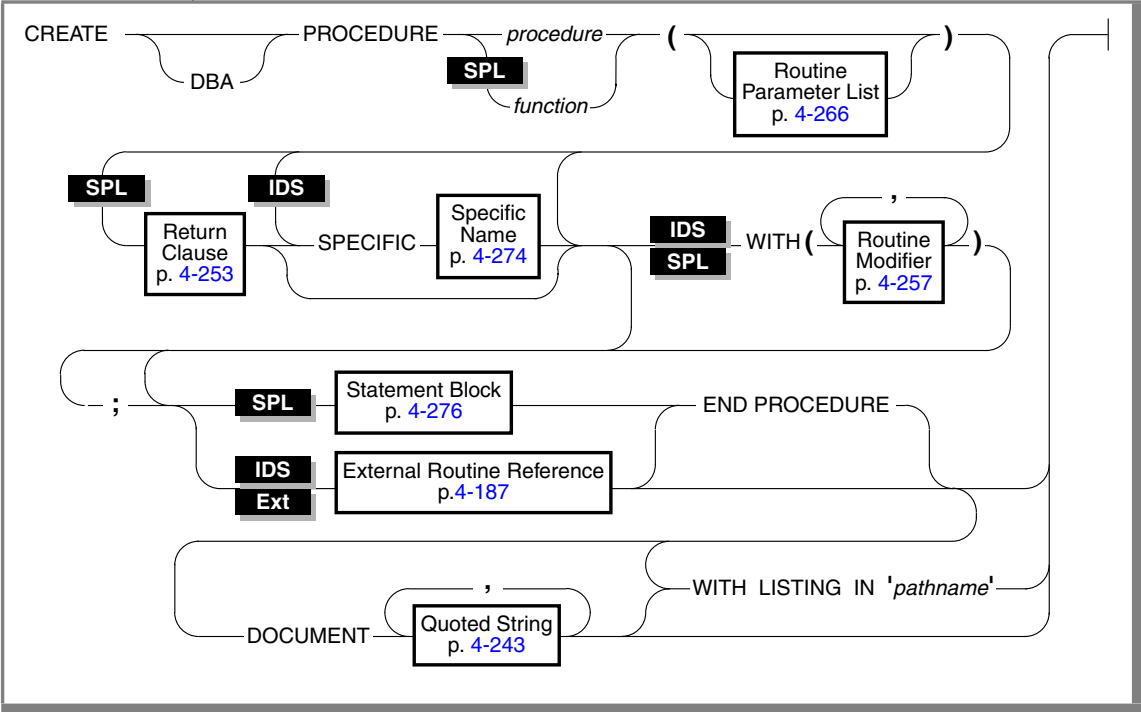 CREATE DBA PROCEDURE procedure ( )
SPL
function
Routine
Parameter List
p. 4-266
SPL
Return
Clause
p. 4-253
IDS
SPECIFIC
Specific
Name
p. 4-274
IDS
SPL
WITH ( , )
Routine
Modifier
p. 4-257
;
SPL
Statement Block
p. 4-276
END PROCEDURE
IDS
Ext
External Routine Reference
p.4-187
DOCUMENT
,
Quoted String
p. 4-243
WITH LISTING IN 'pathname'